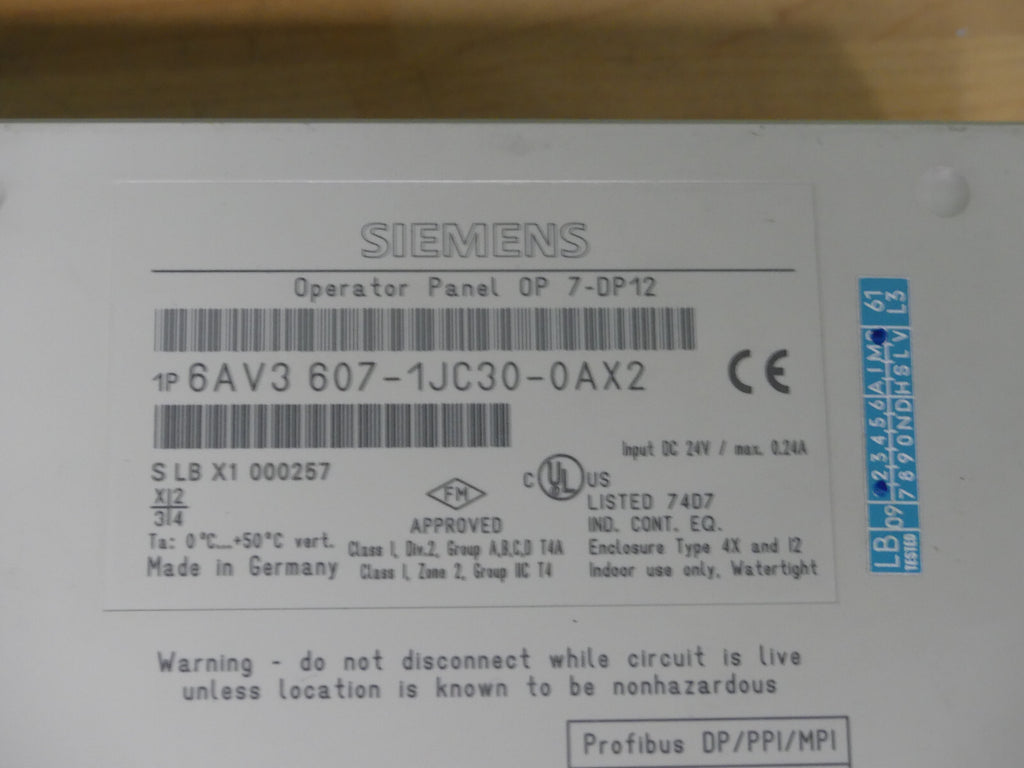 SIEMENS
Operator Panel OP 7-DP12
1P 6AV3 607-1JC30-0AX2
CE
Input DC 24V / max. 0.24A
S LB X1 000257
X 2
3 4
FM
APPROVED
C UL US
LISTED 74D7
IND. CONT. EQ.
Ta: 0°C...+50°C vert.
Class I, Div.2, Group A,B,C,D T4A
Enclosure Type 4X and 12
Made in Germany
Class I, Zone 2, Group IIC T4
Indoor use only, Watertight
Warning - do not disconnect while circuit is live
unless location is known to be nonhazardous
Profibus DP/PPI/MPI
LB 09 2 3 4 5 6 A I M 61
TESTED 7 8 9 0 N D H S L V L3